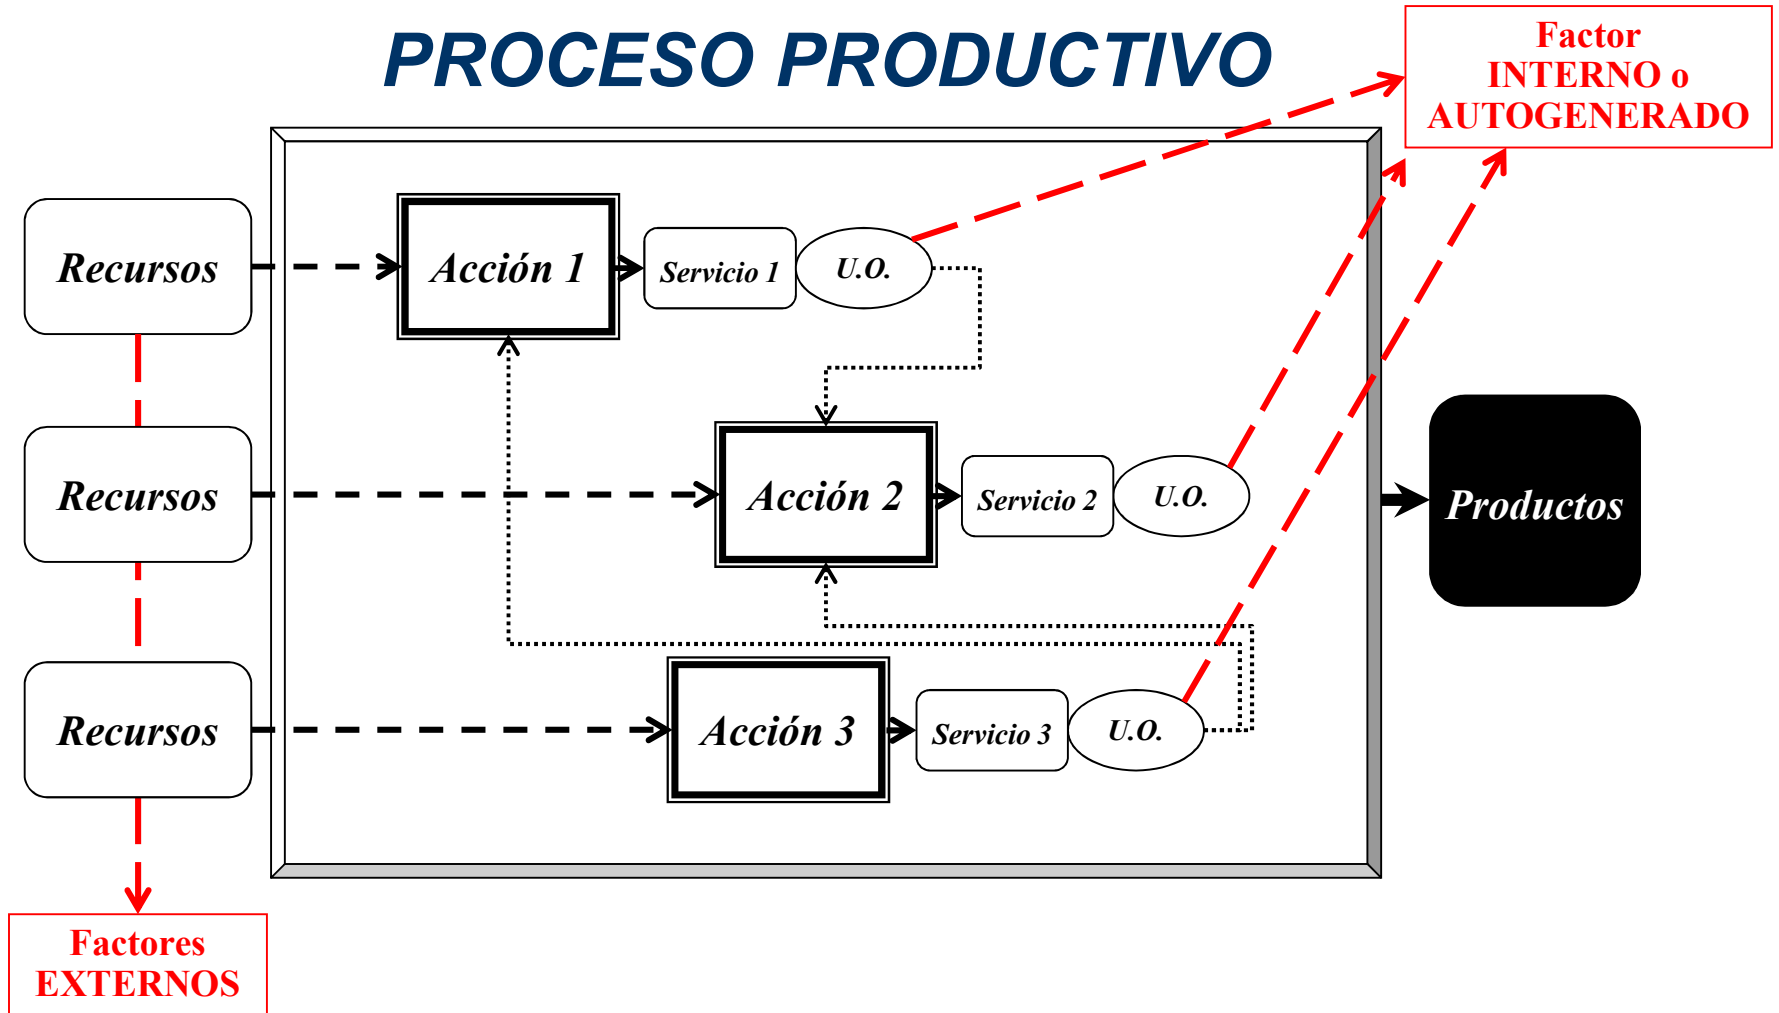 PROCESO PRODUCTIVO
Factor
INTERNO o
AUTOGENERADO
Recursos
Acción 1
Servicio 1
U.O.
Recursos
Acción 2
Servicio 2
U.O.
Productos
Recursos
Acción 3
Servicio 3
U.O.
Factores
EXTERNOS